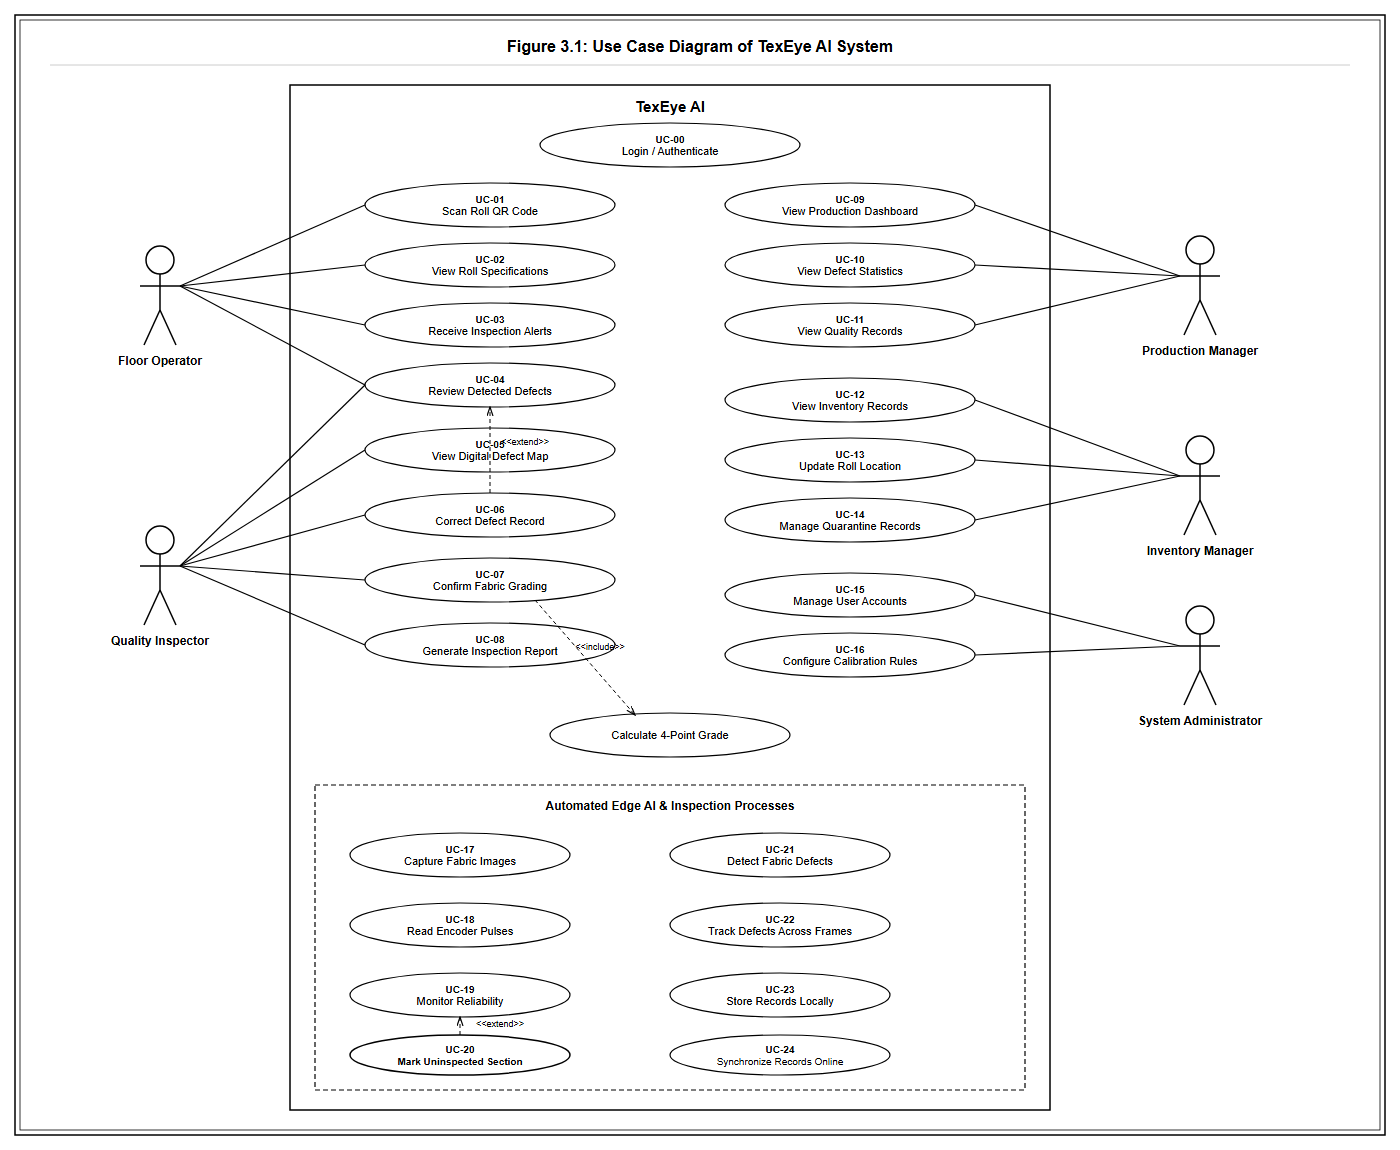 Figure 3.1: Use Case Diagram of TexEye AI System
TexEye AI
UC-00
Login / Authenticate
UC-01
Scan Roll QR Code
UC-02
View Roll Specifications
UC-03
Receive Inspection Alerts
UC-04
Review Detected Defects
<<extend>>
UC-05
View Digital Defect Map
UC-06
Correct Defect Record
UC-07
Confirm Fabric Grading
UC-08
Generate Inspection Report
<<include>>
Calculate 4-Point Grade
UC-09
View Production Dashboard
UC-10
View Defect Statistics
UC-11
View Quality Records
UC-12
View Inventory Records
UC-13
Update Roll Location
UC-14
Manage Quarantine Records
UC-15
Manage User Accounts
UC-16
Configure Calibration Rules
Floor Operator
Quality Inspector
Production Manager
Inventory Manager
System Administrator
Automated Edge AI & Inspection Processes
UC-17
Capture Fabric Images
UC-18
Read Encoder Pulses
UC-19
Monitor Reliability
<<extend>>
UC-20
Mark Uninspected Section
UC-21
Detect Fabric Defects
UC-22
Track Defects Across Frames
UC-23
Store Records Locally
UC-24
Synchronize Records Online